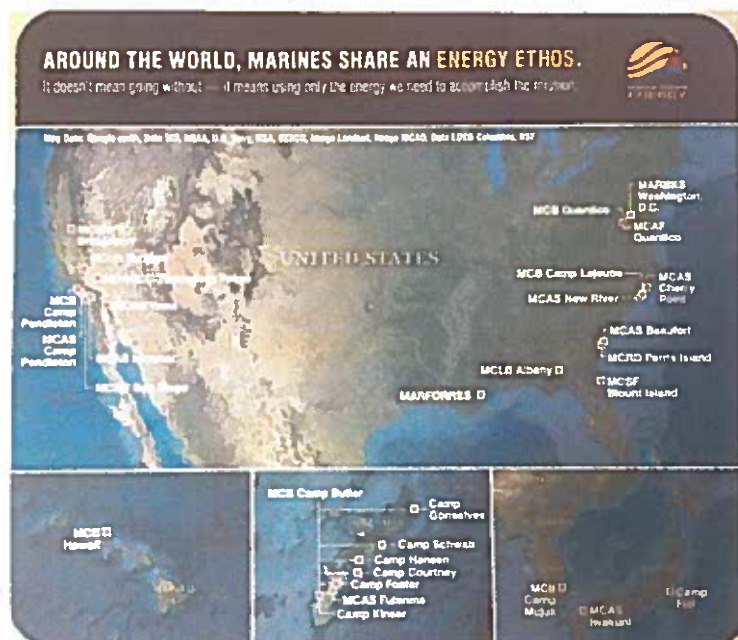 AROUND THE WORLD, MARINES SHARE AN ENERGY ETHOS.
It doesn't mean going without — it means using only the energy we need to accomplish the mission.
UNITED STATES
MARFORRES
MCLB Albany
MCB Quantico
MARBKS
Washington,
D.C.
MCAF
Quantico
MCB Camp Lejeune
MCAS New River
MCAS
Cherry
Point
MCAS Beaufort
MCRD Parris Island
MCSF
Blount Island
MCB
Camp
Pendleton
MCAS
Camp
Pendleton
MCB
Hawaii
MCB Camp Butler
Camp
Gonsalves
Camp Schwab
Camp Hansen
Camp Courtney
Camp Foster
MCAS Futenma
Camp Kinser
MCB
Camp
Mujuk
MCAS
Iwakuni
Camp
Fuji